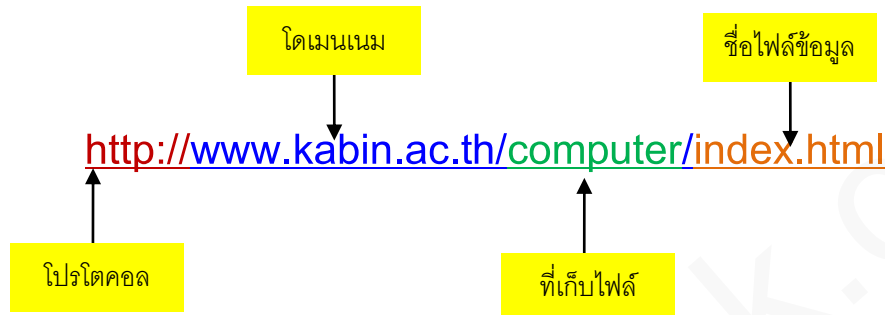 โดเมนเนม
ชื่อไฟล์ข้อมูล
http://www.kabin.ac.th/computer/index.html
โปรโตคอล
ที่เก็บไฟล์